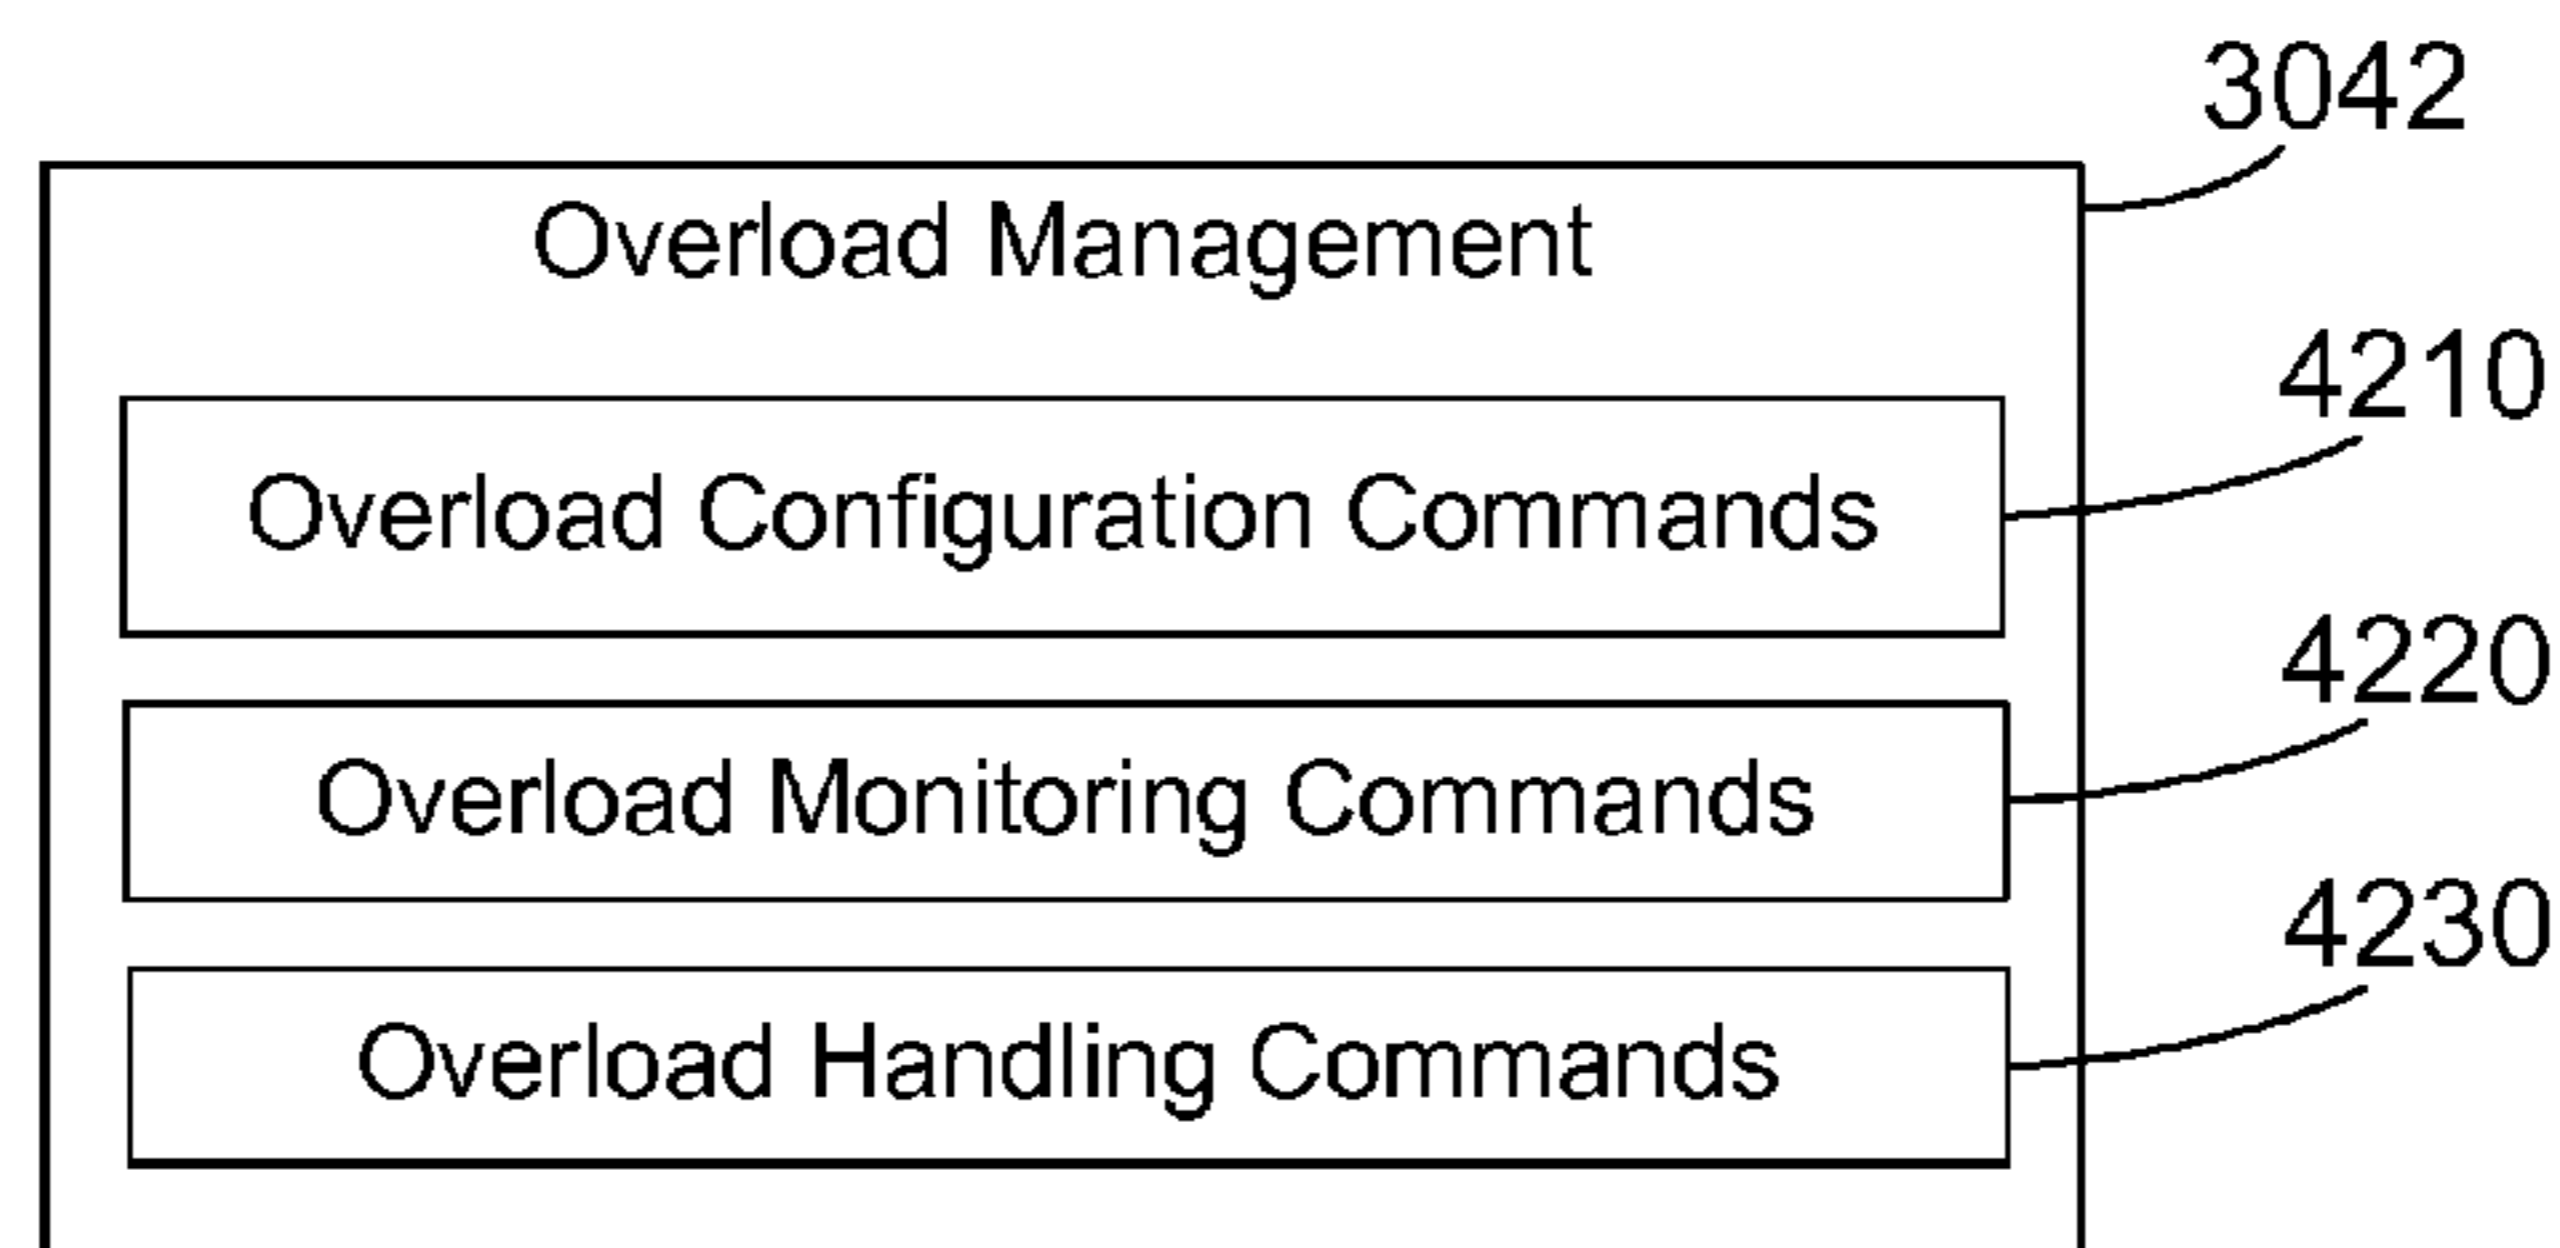 3042
Overload Management
4210
Overload Configuration Commands
4220
Overload Monitoring Commands
4230
Overload Handling Commands